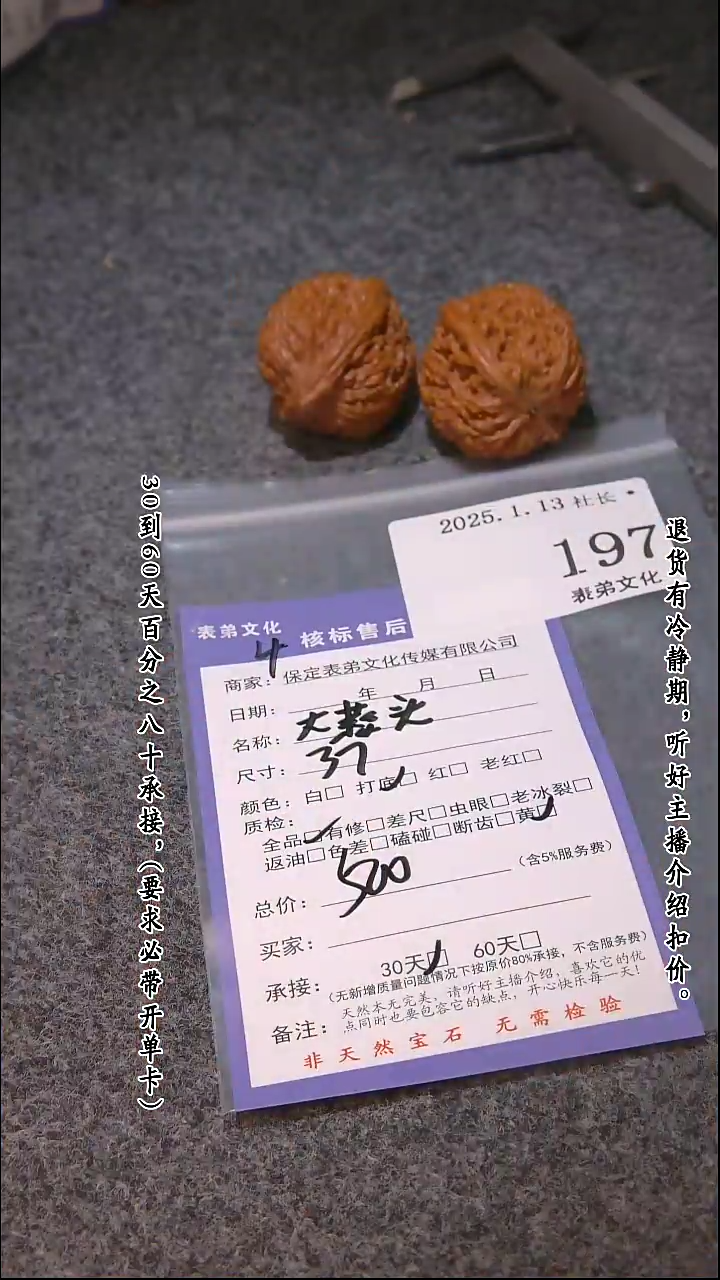 2025.1.13 社长
197
表弟文化
表弟文化 核标售后
4
商家：保定表弟文化传媒有限公司
日期： 年 月 日
名称： 大苍头
尺寸： 37
颜色：白□ 打底□ 红□ 老红□
质检：
全品□有修□差尺□虫眼□老冰裂□
返油□色差□磕碰□断齿□黄□
总价： 500 （含5%服务费）
买家：
承接： 30天□ 60天□
（无新增质量问题情况下按原价80%承接，不含服务费）
备注：天然本无完美，请听好主播介绍，喜欢它的优
点同时也要包容它的缺点，开心快乐每一天！
非天然宝石 无需检验
30到60天百分之八十承接，（要求必带开单卡）
退货有冷静期，听好主播介绍扣价。